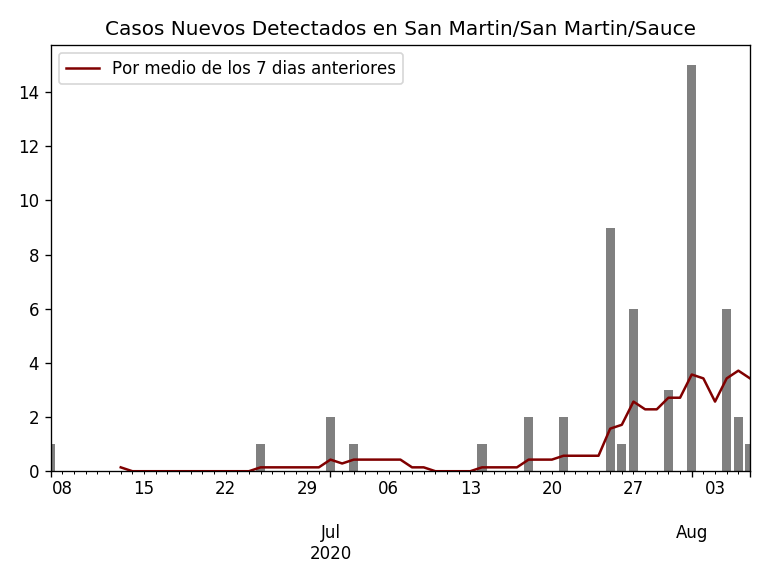 Casos Nuevos Detectados en San Martin/San Martin/Sauce
Por medio de los 7 dias anteriores
14
12
10
8
6
4
2
0
08 15 22 29 06 13 20 27 03
Jul Aug
2020